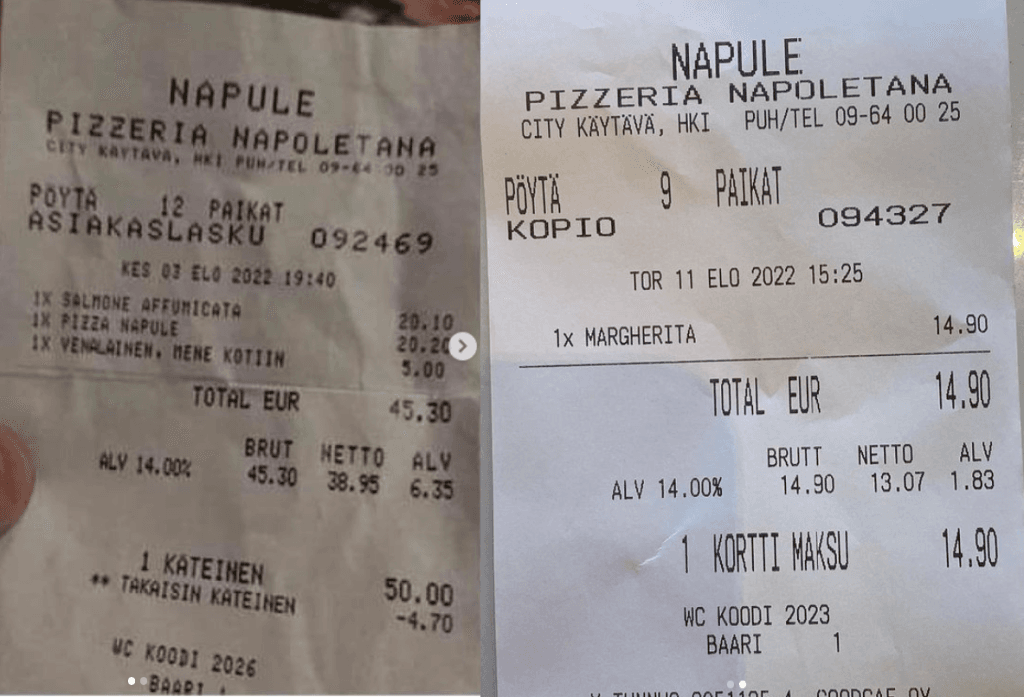 NAPULE
PIZZERIA NAPOLETANA
CITY KÄYTÄVÄ, HKI PUH/TEL 09-64 00 25
PÖYTÄ 12 PAIKAT
ASIAKASLASKU 092469
KES 03 ELO 2022 19:40
1X SALMONE AFFUMICATA 20.10
1X PIZZA NAPULE 20.20
1X VENALAINEN, MENE KOTIIN 5.00
TOTAL EUR 45.30
BRUT NETTO ALV
ALV 14.00% 45.30 38.95 6.35
1 KATEINEN 50.00
** TAKAISIN KATEINEN -4.70
WC KOODI 2026
BAARI 1
NAPULE
PIZZERIA NAPOLETANA
CITY KÄYTÄVÄ, HKI PUH/TEL 09-64 00 25
PÖYTÄ 9 PAIKAT
KOPIO 094327
TOR 11 ELO 2022 15:25
1x MARGHERITA 14.90
TOTAL EUR 14.90
BRUTT NETTO ALV
ALV 14.00% 14.90 13.07 1.83
1 KORTTI MAKSU 14.90
WC KOODI 2023
BAARI 1